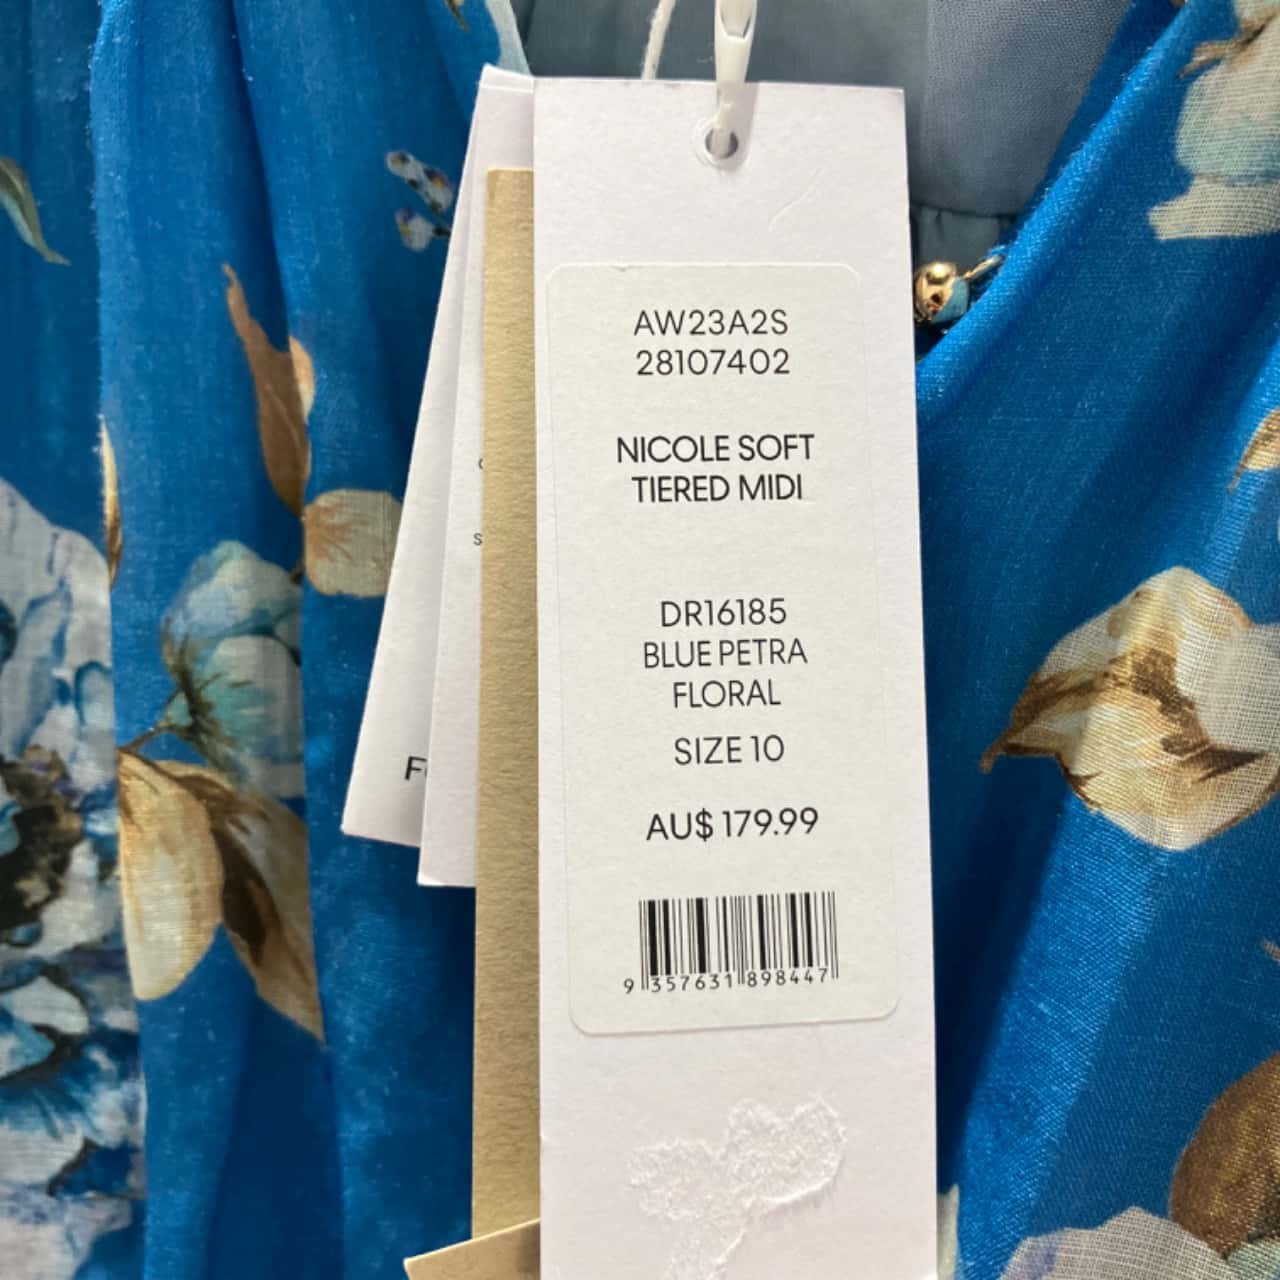 AW23A2S
28107402
NICOLE SOFT
TIERED MIDI
DR16185
BLUE PETRA
FLORAL
SIZE 10
AU$ 179.99
9 357631 898447